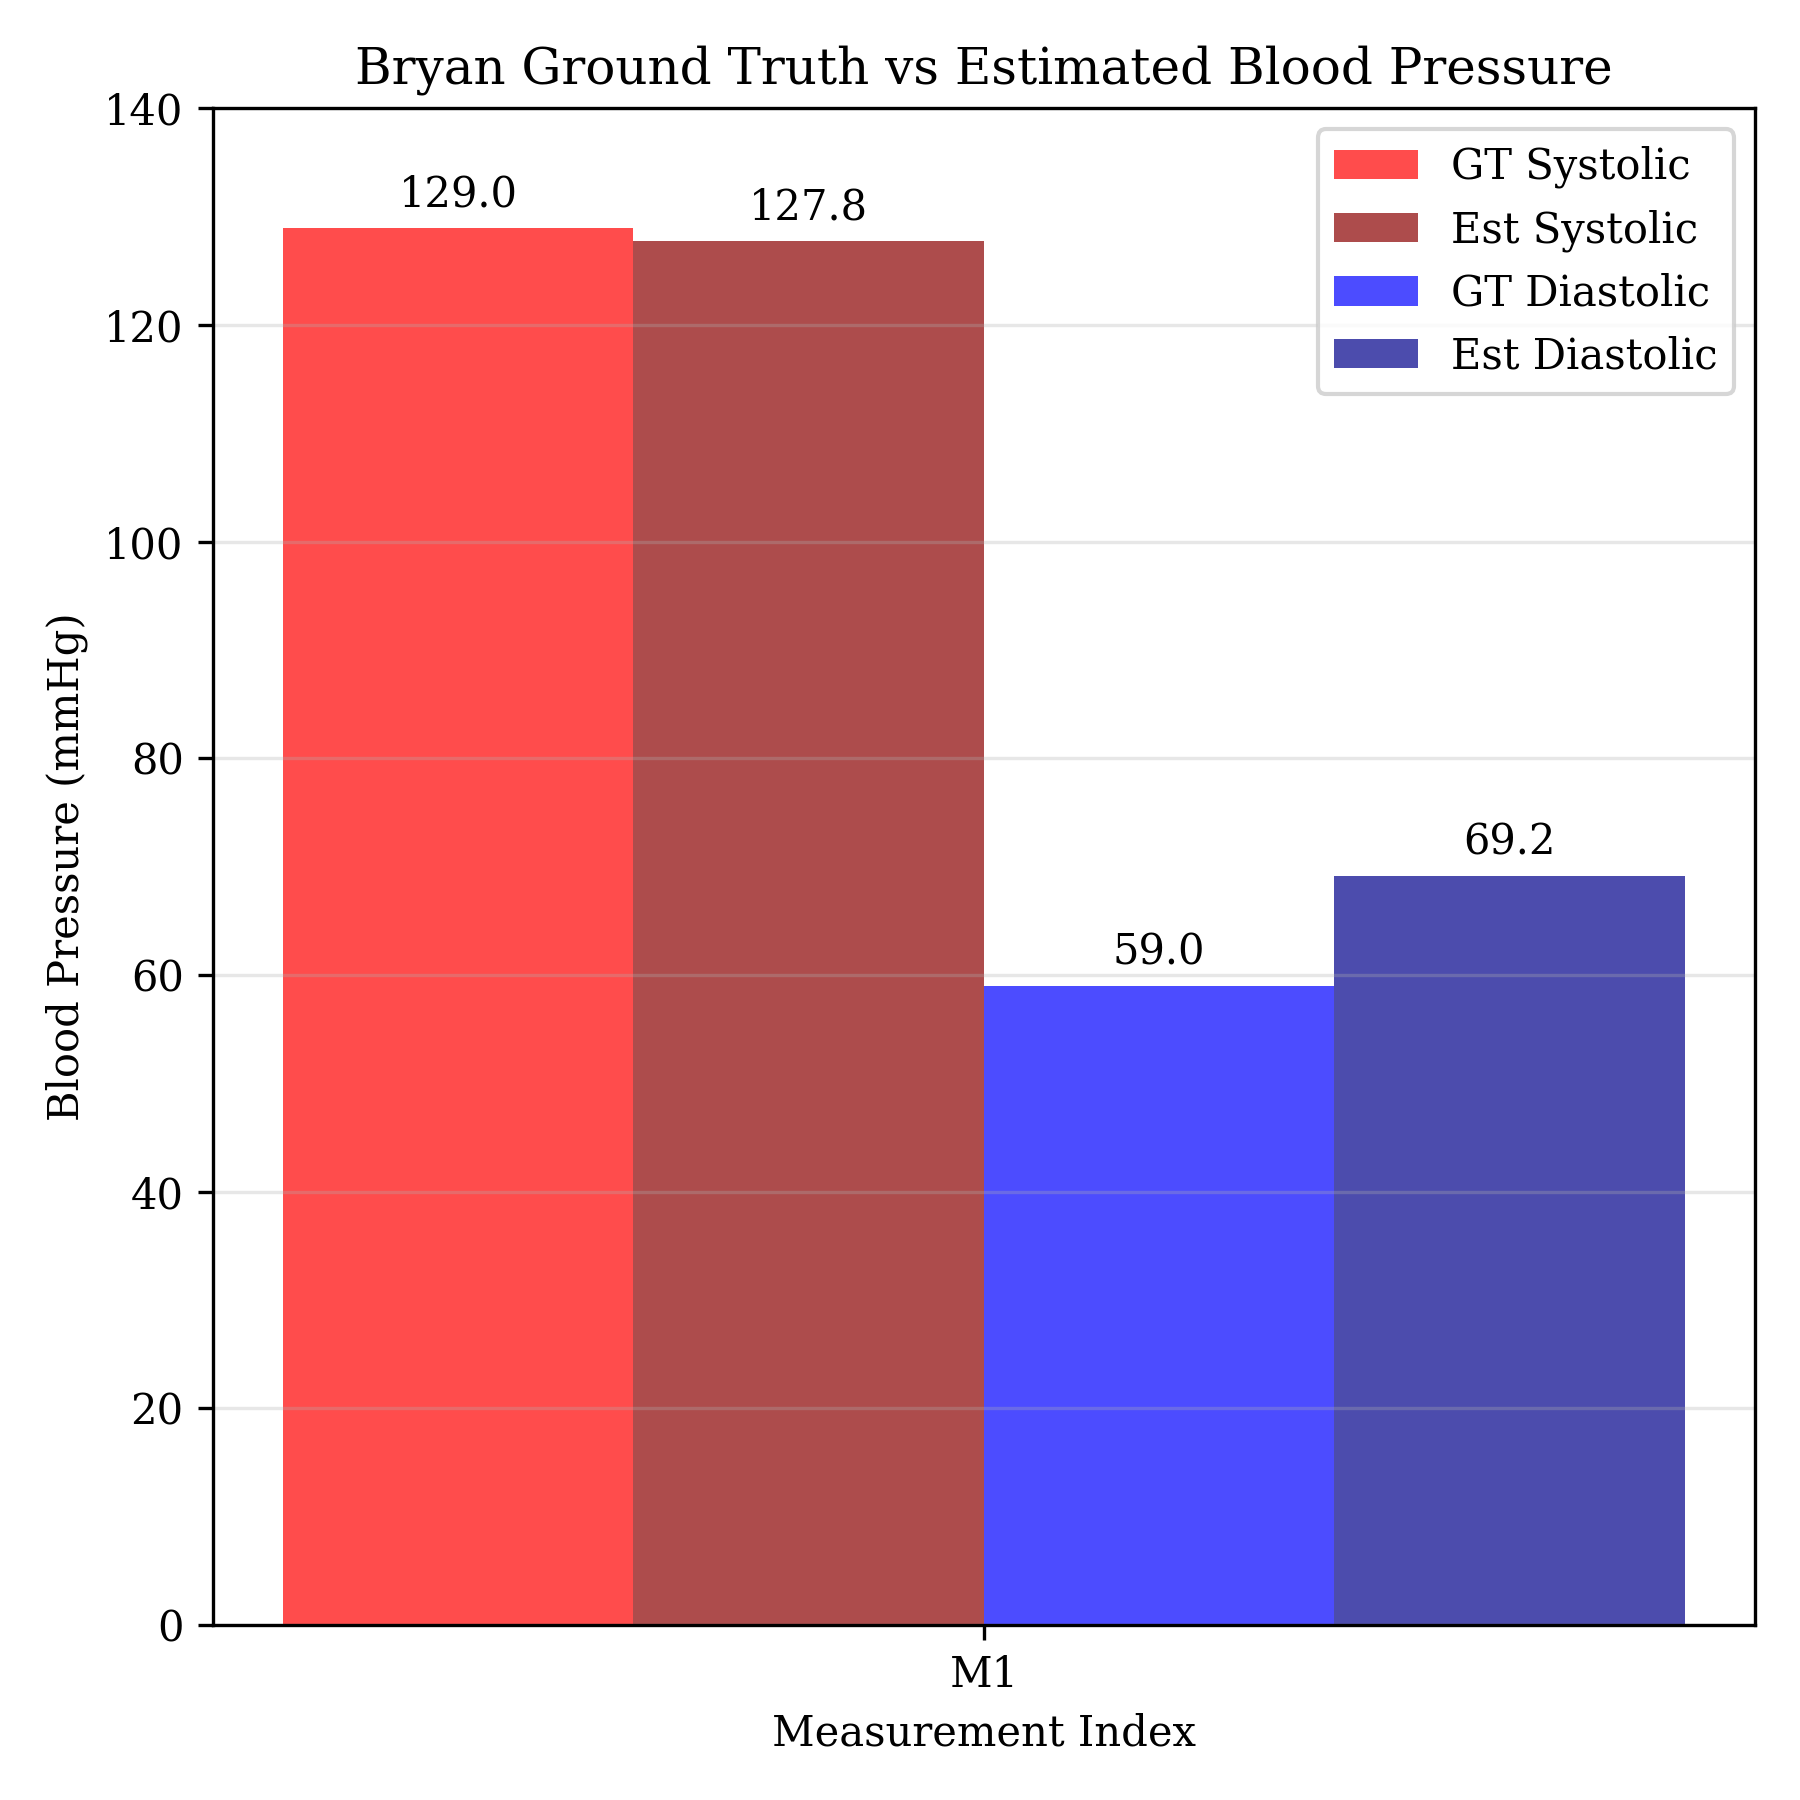 Bryan Ground Truth vs Estimated Blood Pressure
140
120
100
80
60
40
20
0
Blood Pressure (mmHg)
129.0
127.8
59.0
69.2
GT Systolic
Est Systolic
GT Diastolic
Est Diastolic
M1
Measurement Index